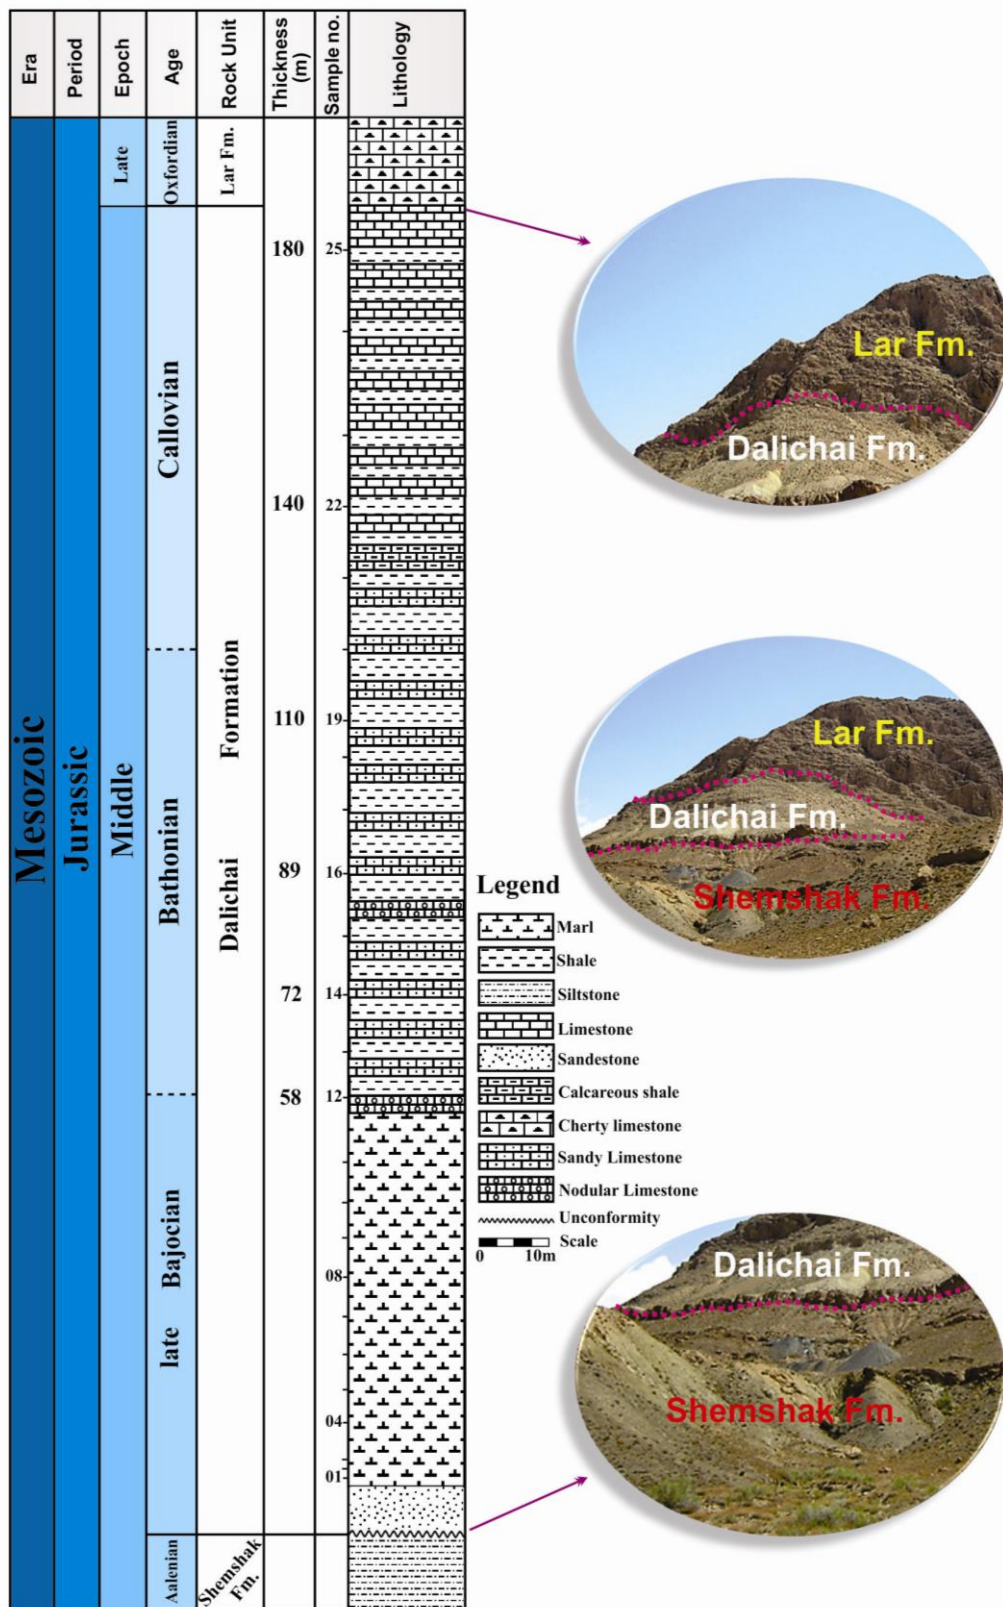 Era
Period
Epoch
Age
Rock Unit
Thickness
(m)
Sample no.
Lithology
Mesozoic
Jurassic
Late
Middle
Oxfordian
Callovian
Bathonian
late Bajocian
Aalenian
Lar Fm.
Dalichai Formation
Shemshak
Fm.
180
140
110
89
72
58
25
22
19
16
14
12
08
04
01
Legend
Marl
Shale
Siltstone
Limestone
Sandestone
Calcareous shale
Cherty limestone
Sandy Limestone
Nodular Limestone
Unconformity
Scale
0 10m
Lar Fm.
Dalichai Fm.
Lar Fm.
Dalichai Fm.
Shemshak Fm.
Dalichai Fm.
Shemshak Fm.